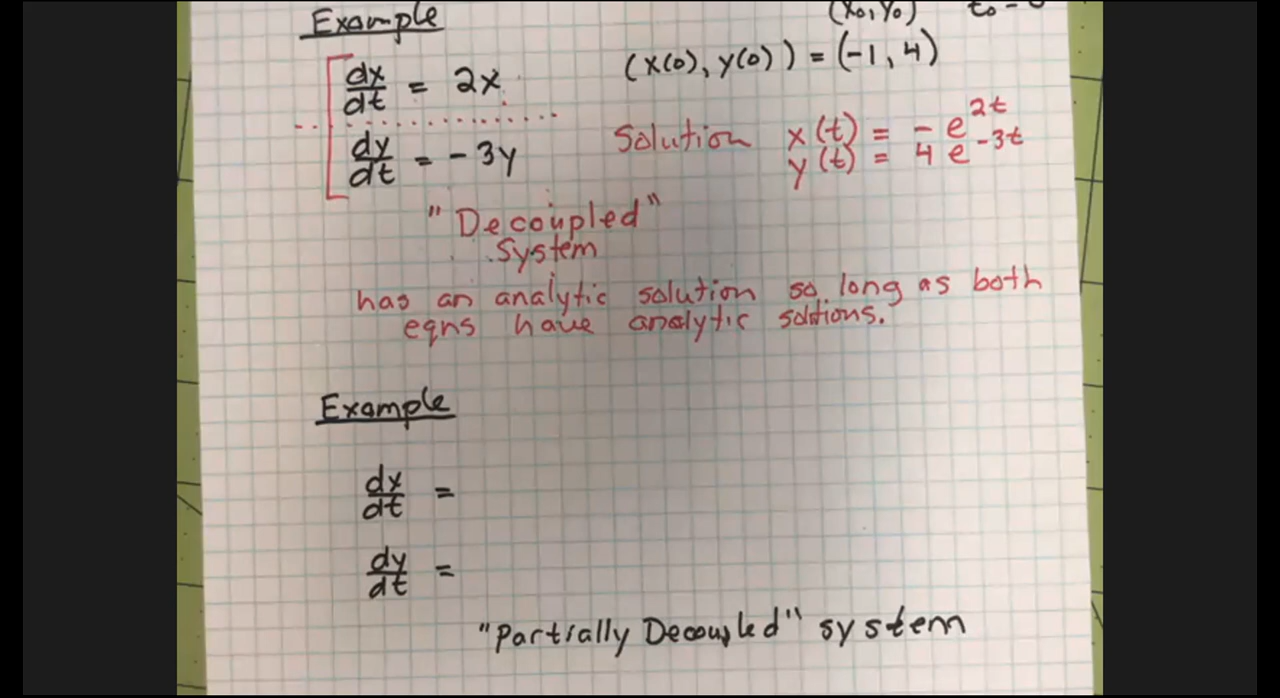 Example
(x₀, y₀)
(x(0), y(0)) = (-1, 4)
dx/dt = 2x
dy/dt = -3y
Solution x(t) = -e^{2t}
y(t) = 4e^{-3t}
"Decoupled"
System
has an analytic solution so long as both
eqns have analytic soltions.
Example
dx/dt =
dy/dt =
"Partially Decoupled" system